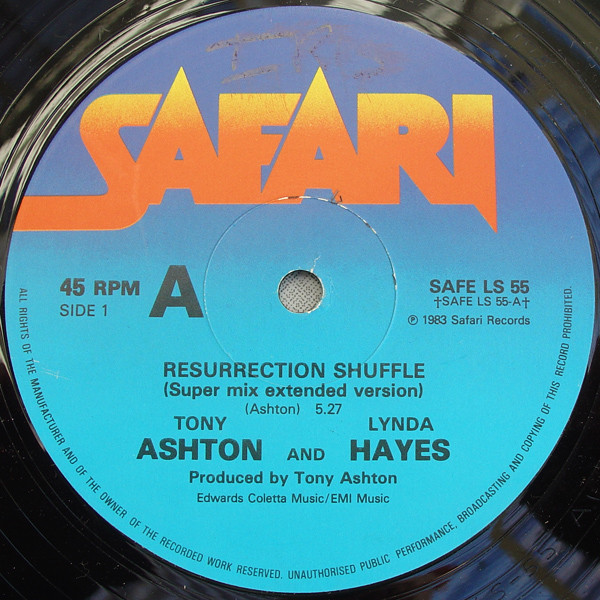 SAFARI
45 RPM A
SIDE 1
SAFE LS 55
†SAFE LS 55-A†
℗ 1983 Safari Records
RESURRECTION SHUFFLE
(Super mix extended version)
(Ashton) 5.27
TONY LYNDA
ASHTON AND HAYES
Produced by Tony Ashton
Edwards Coletta Music/EMI Music
ALL RIGHTS OF THE MANUFACTURER AND OF THE OWNER OF THE RECORDED WORK RESERVED. UNAUTHORISED PUBLIC PERFORMANCE, BROADCASTING AND COPYING OF THIS RECORD PROHIBITED.